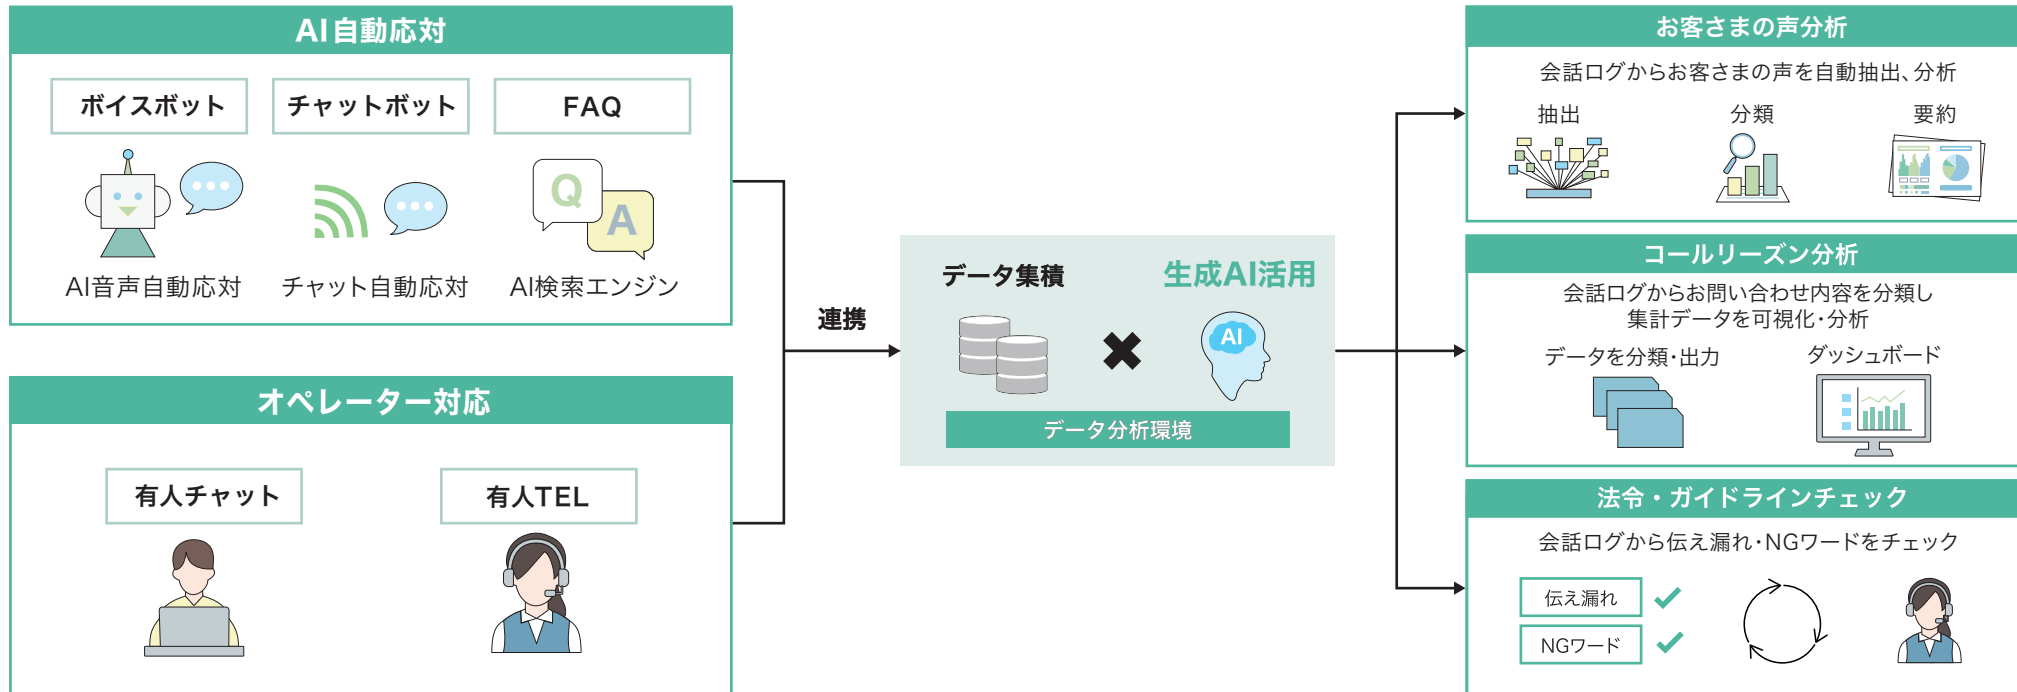 AI自動応対
ボイスボット
チャットボット
FAQ
Q
A
AI音声自動応対
チャット自動応対
AI検索エンジン
オペレーター対応
有人チャット
有人TEL
連携
データ集積
生成AI活用
AI
データ分析環境
お客さまの声分析
会話ログからお客さまの声を自動抽出、分析
抽出
分類
要約
コールリーズン分析
会話ログからお問い合わせ内容を分類し
集計データを可視化・分析
データを分類・出力
ダッシュボード
法令・ガイドラインチェック
会話ログから伝え漏れ・NGワードをチェック
伝え漏れ
NGワード